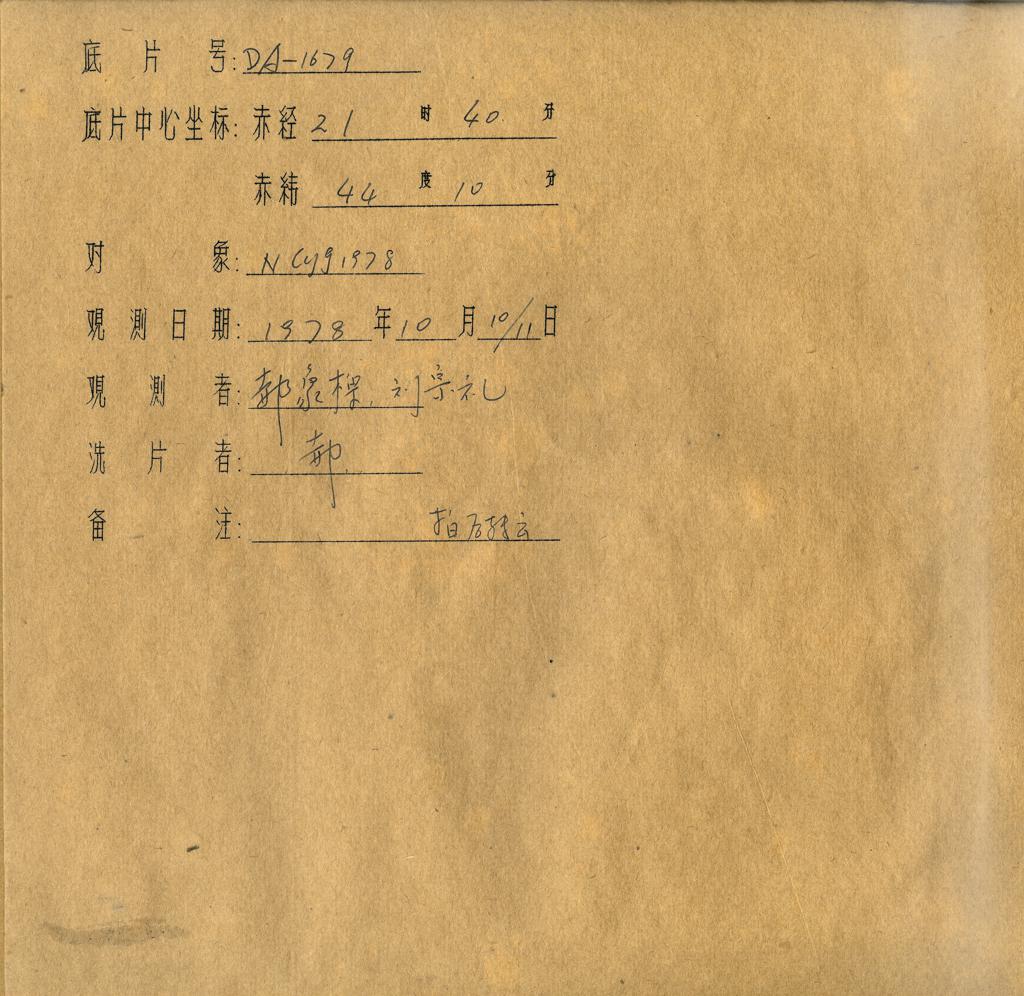 底片号: DA-1679
底片中心坐标: 赤经 21 时 40 分
赤纬 44 度 10 分
对象: N Cyg 1978
观测日期: 1978 年 10 月 10/11 日
观测者: 郝象樑, 刘宗礼
洗片者: 郝
备注: 拍后转云